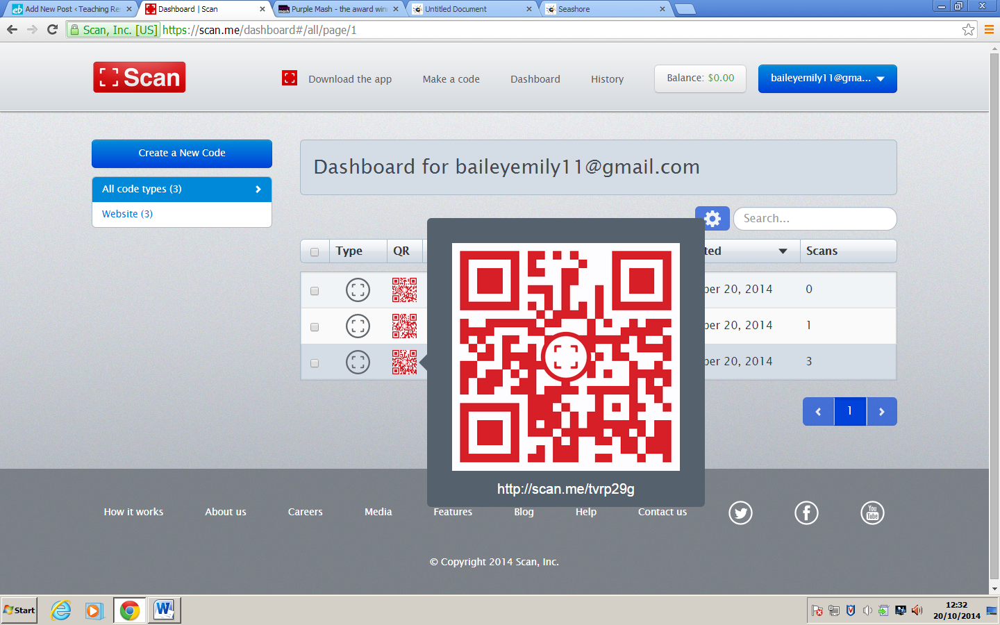 Add New Post ‹ Teaching Re
Dashboard | Scan
Purple Mash - the award win
Untitled Document
Seashore
Scan, Inc. [US] https://scan.me/dashboard#/all/page/1
Scan
Download the app
Make a code
Dashboard
History
Balance: $0.00
baileyemily11@gma...
Create a New Code
Dashboard for baileyemily11@gmail.com
All code types (3)
Website (3)
Search...
Type QR ted Scans
ber 20, 2014 0
ber 20, 2014 1
ber 20, 2014 3
1
http://scan.me/tvrp29g
How it works
About us
Careers
Media
Features
Blog
Help
Contact us
You
Tube
© Copyright 2014 Scan, Inc.
Start
12:32
20/10/2014